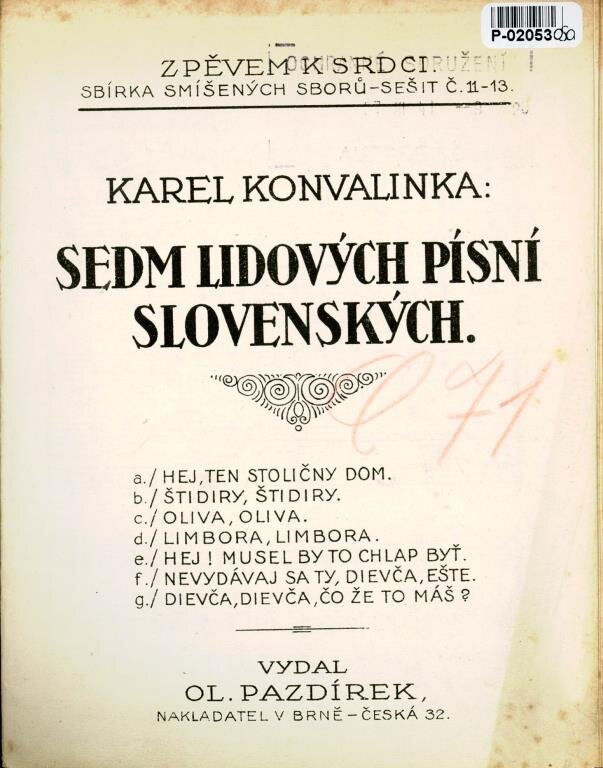 P-02053
ZPĚVEM K SRDCI.
SBÍRKA SMÍŠENÝCH SBORŮ-SEŠIT Č. 11-13.
KAREL KONVALINKA:
SEDM LIDOVÝCH PÍSNÍ
SLOVENSKÝCH.
C 71
a./ HEJ, TEN STOLIČNY DOM.
b./ ŠTIDIRY, ŠTIDIRY.
c./ OLIVA, OLIVA.
d./ LIMBORA, LIMBORA.
e./ HEJ! MUSEL BY TO CHLAP BYŤ.
f./ NEVYDÁVAJ SA TY, DIEVČA, EŠTE.
g./ DIEVČA, DIEVČA, ČO ŽE TO MÁŠ?
VYDAL
OL. PAZDÍREK,
NAKLADATEL V BRNĚ-ČESKÁ 32.